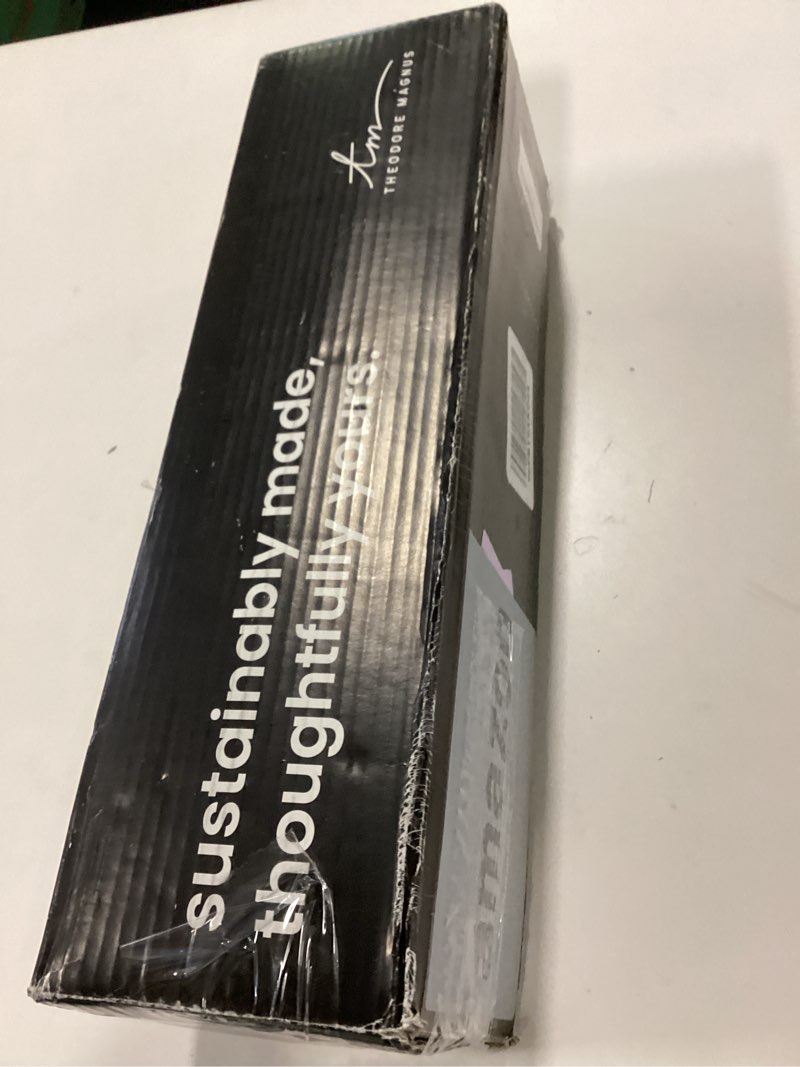 tm
THEODORE MÁGNUS
sustainably made,
thoughtfully yours.
amazon